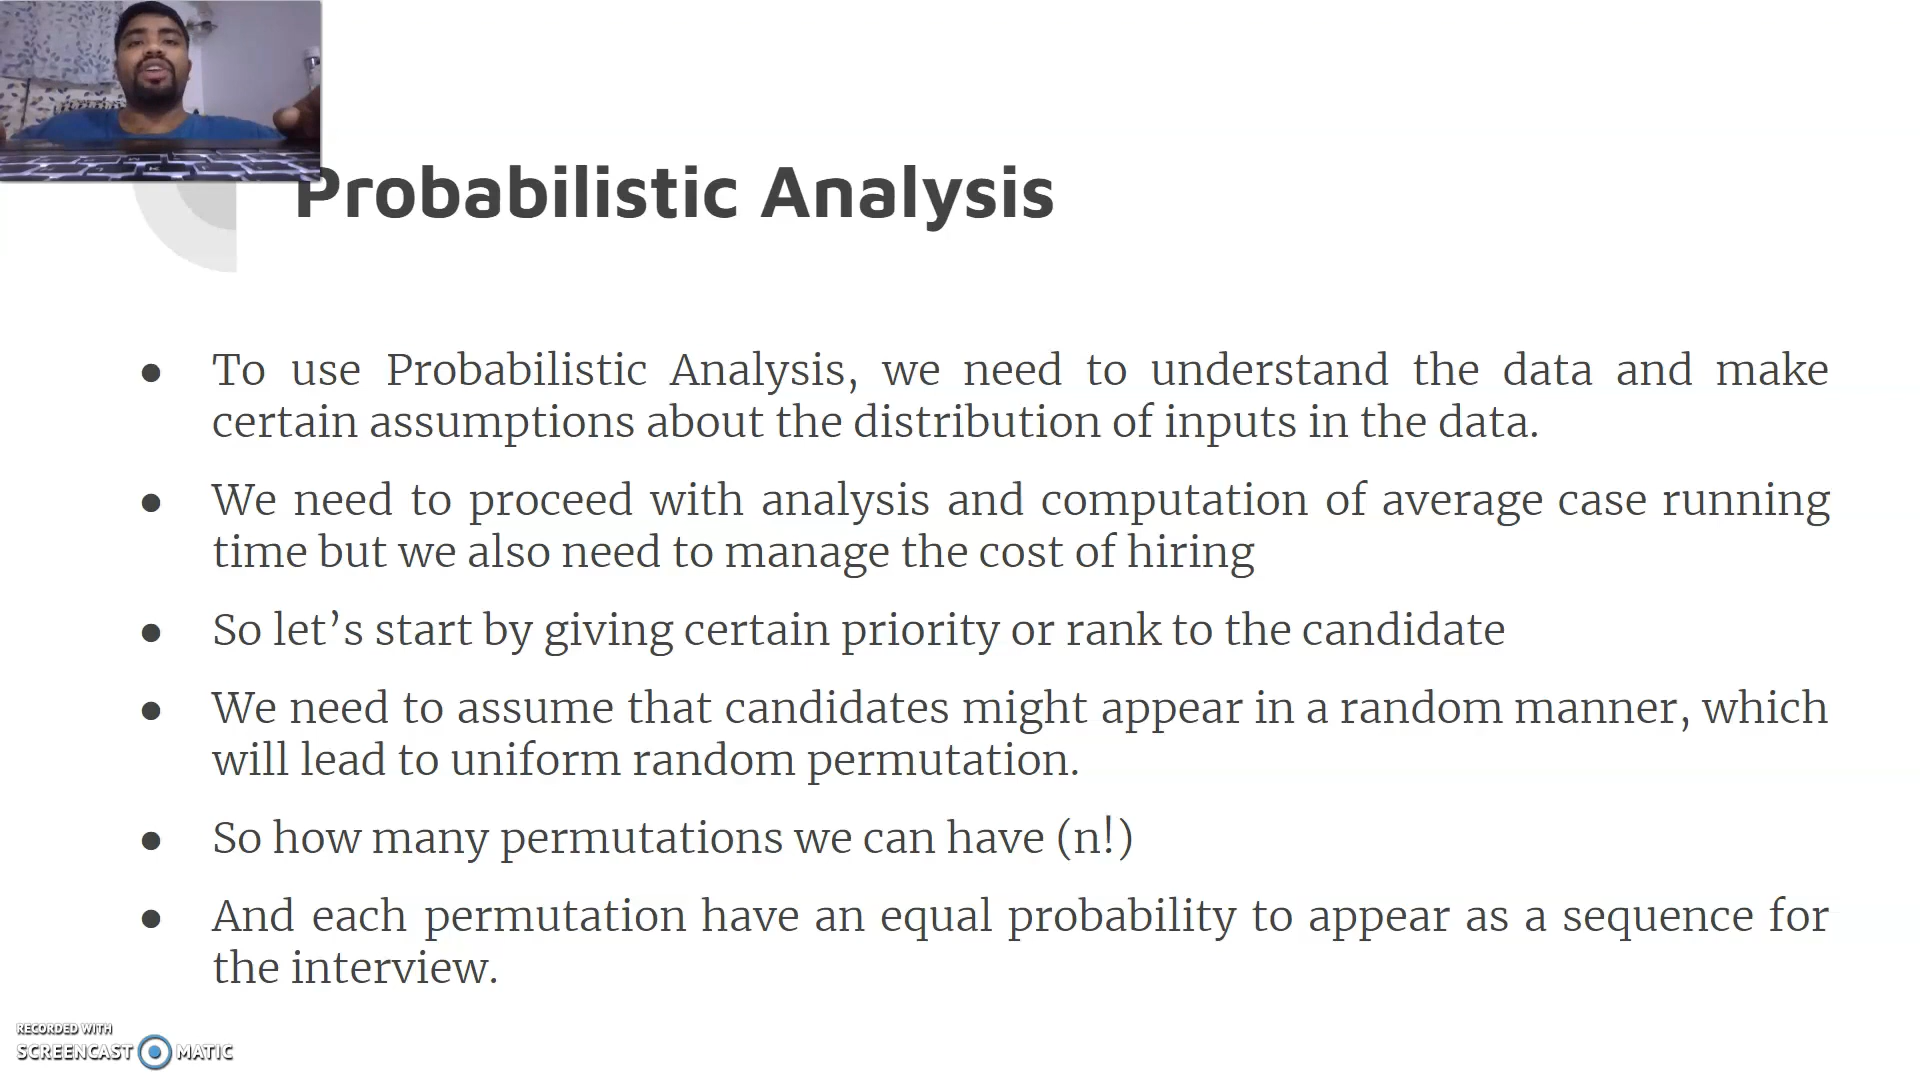 Probabilistic Analysis
● To use Probabilistic Analysis, we need to understand the data and make
certain assumptions about the distribution of inputs in the data.
● We need to proceed with analysis and computation of average case running
time but we also need to manage the cost of hiring
● So let’s start by giving certain priority or rank to the candidate
● We need to assume that candidates might appear in a random manner, which
will lead to uniform random permutation.
● So how many permutations we can have (n!)
● And each permutation have an equal probability to appear as a sequence for
the interview.
RECORDED WITH
SCREENCAST MATIC